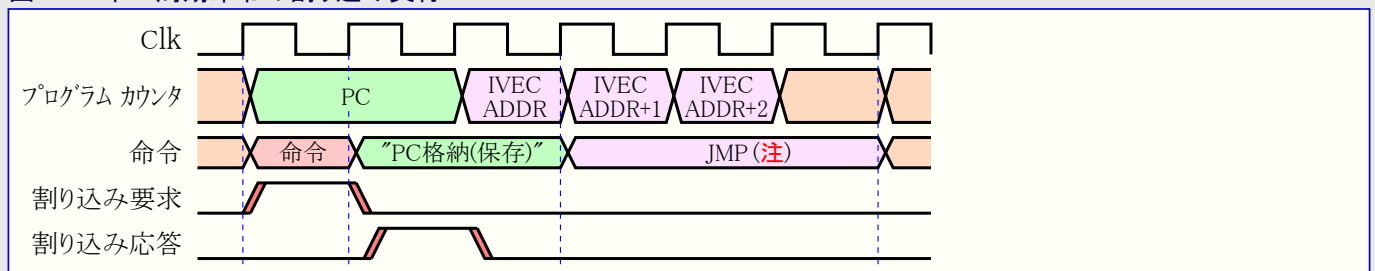 Clk
プログラム カウンタ
PC
IVEC
ADDR
IVEC
ADDR+1
IVEC
ADDR+2
命令
命令
"PC格納(保存)"
JMP (注)
割り込み要求
割り込み応答